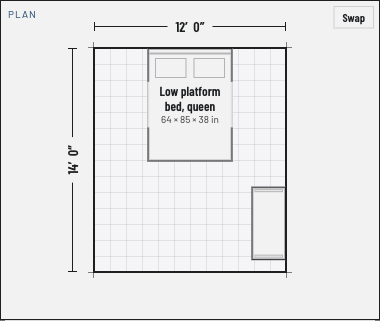 PLAN
Swap
12′ 0″
14′ 0″
Low platform
bed, queen
64 × 85 × 38 in